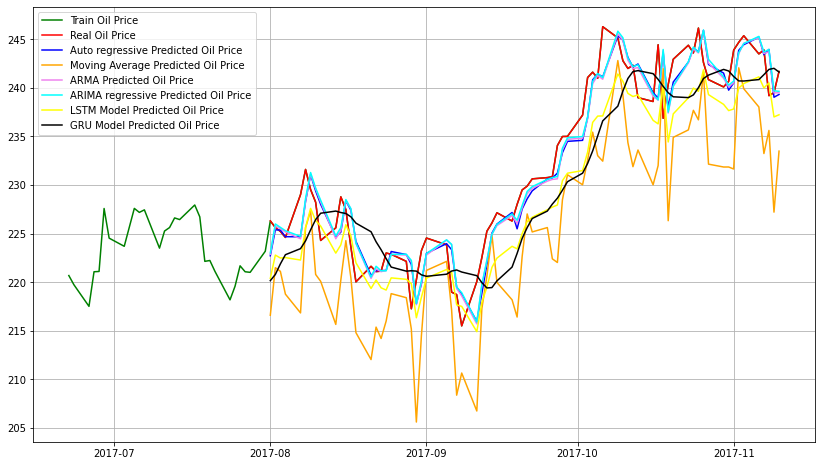 Train Oil Price
Real Oil Price
Auto regressive Predicted Oil Price
Moving Average Predicted Oil Price
ARMA Predicted Oil Price
ARIMA regressive Predicted Oil Price
LSTM Model Predicted Oil Price
GRU Model Predicted Oil Price
245
240
235
230
225
220
215
210
205
2017-07 2017-08 2017-09 2017-10 2017-11